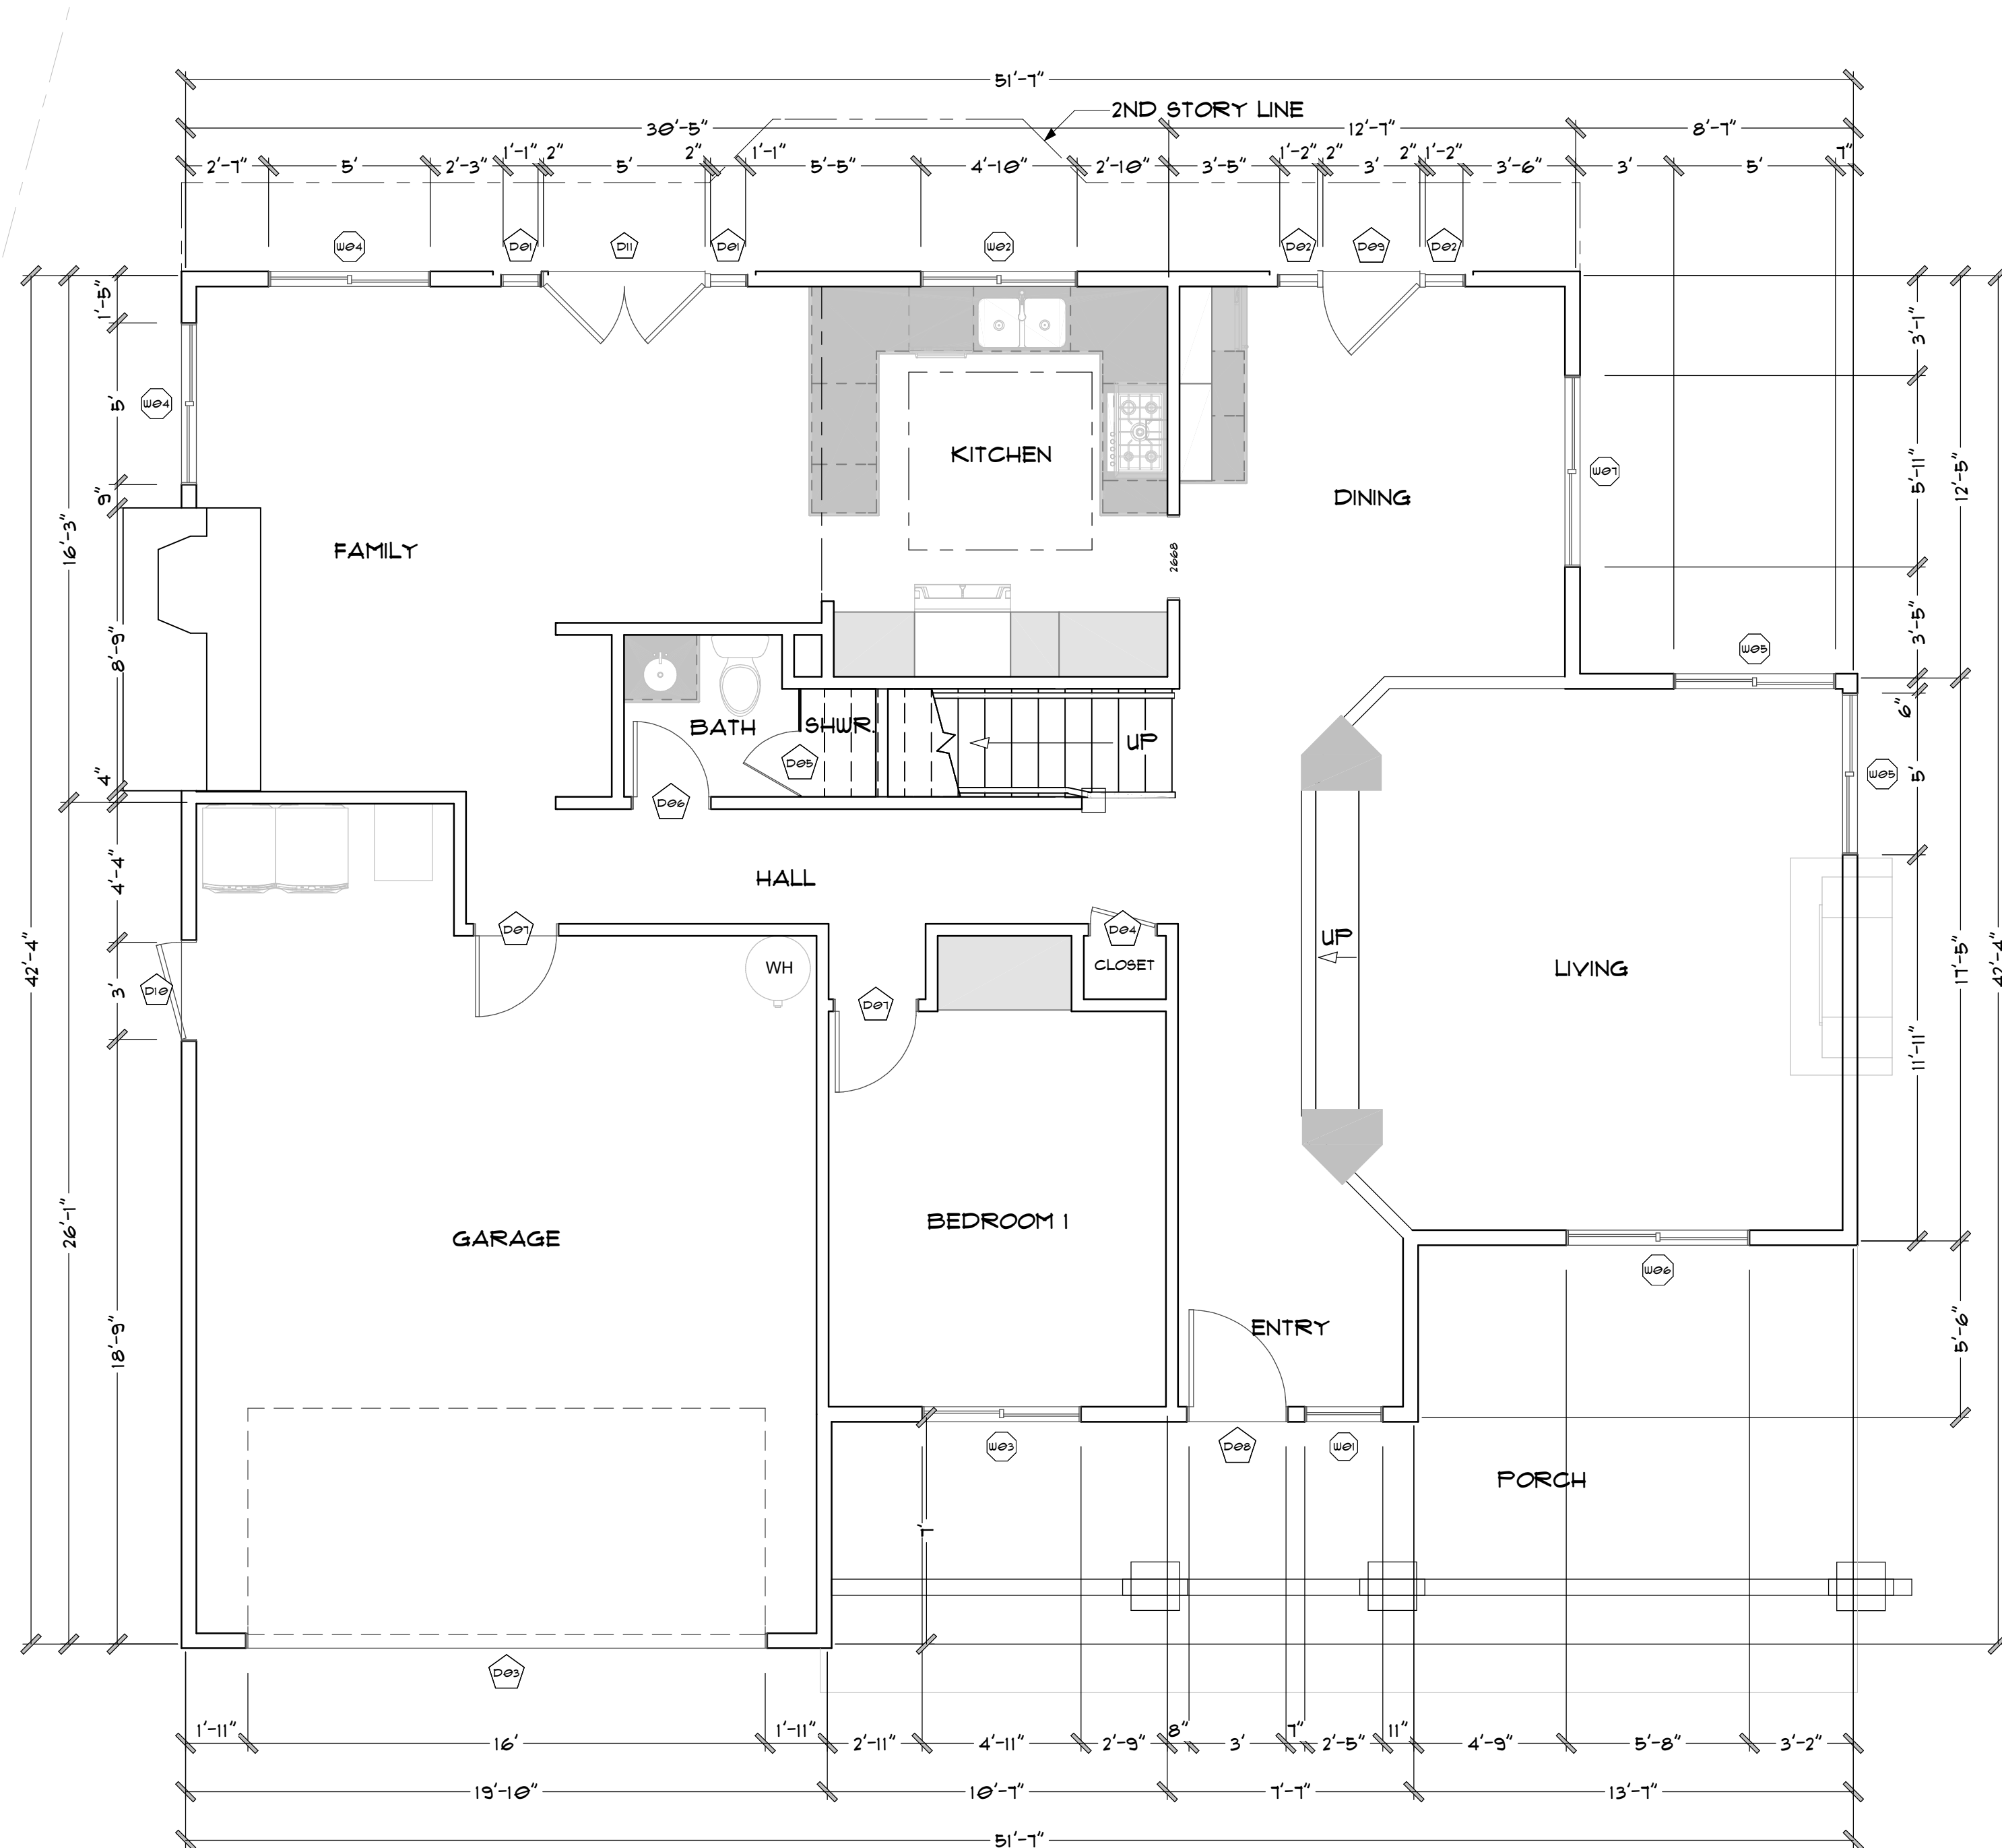 51'-7"
2ND STORY LINE
30'-5" 12'-7" 8'-7"
2'-7" 5' 2'-3" 1'-1" 2" 5' 2" 1'-1" 5'-5" 4'-10" 2'-10" 3'-5" 1'-2" 2" 3' 2" 1'-2" 3'-6" 3' 5' 7"
W04 D01 D11 D01 W02 D02 D09 D02
1'-5"
5'
9"
8'-9"
4"
4'-4"
3'
18'-9"
16'-3"
26'-1"
42'-4"
W04
KITCHEN
DINING
FAMILY
2668
W07
W05
3'-1"
5'-11"
3'-5"
6"
5'
11'-11"
12'-5"
17'-5"
5'-6"
42'-4"
BATH
SHWR.
UP
D05
D06
W05
HALL
D07
D04
CLOSET
UP
LIVING
WH
D10
D07
BEDROOM 1
GARAGE
W06
ENTRY
W03 D08 W01
PORCH
7'
D03
1'-11" 16' 1'-11" 2'-11" 4'-11" 2'-9" 8" 3' 7" 2'-5" 11" 4'-9" 5'-8" 3'-2"
19'-10" 10'-7" 7'-7" 13'-7"
51'-7"